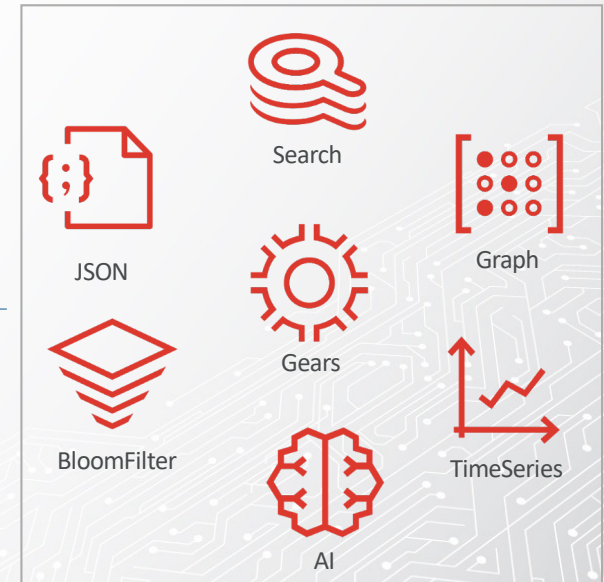 Search
{;}
JSON
Graph
Gears
BloomFilter
TimeSeries
AI